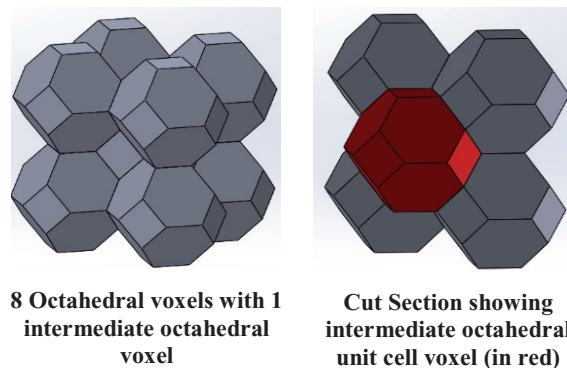 8 Octahedral voxels with 1
intermediate octahedral
voxel
Cut Section showing
intermediate octahedral
unit cell voxel (in red)